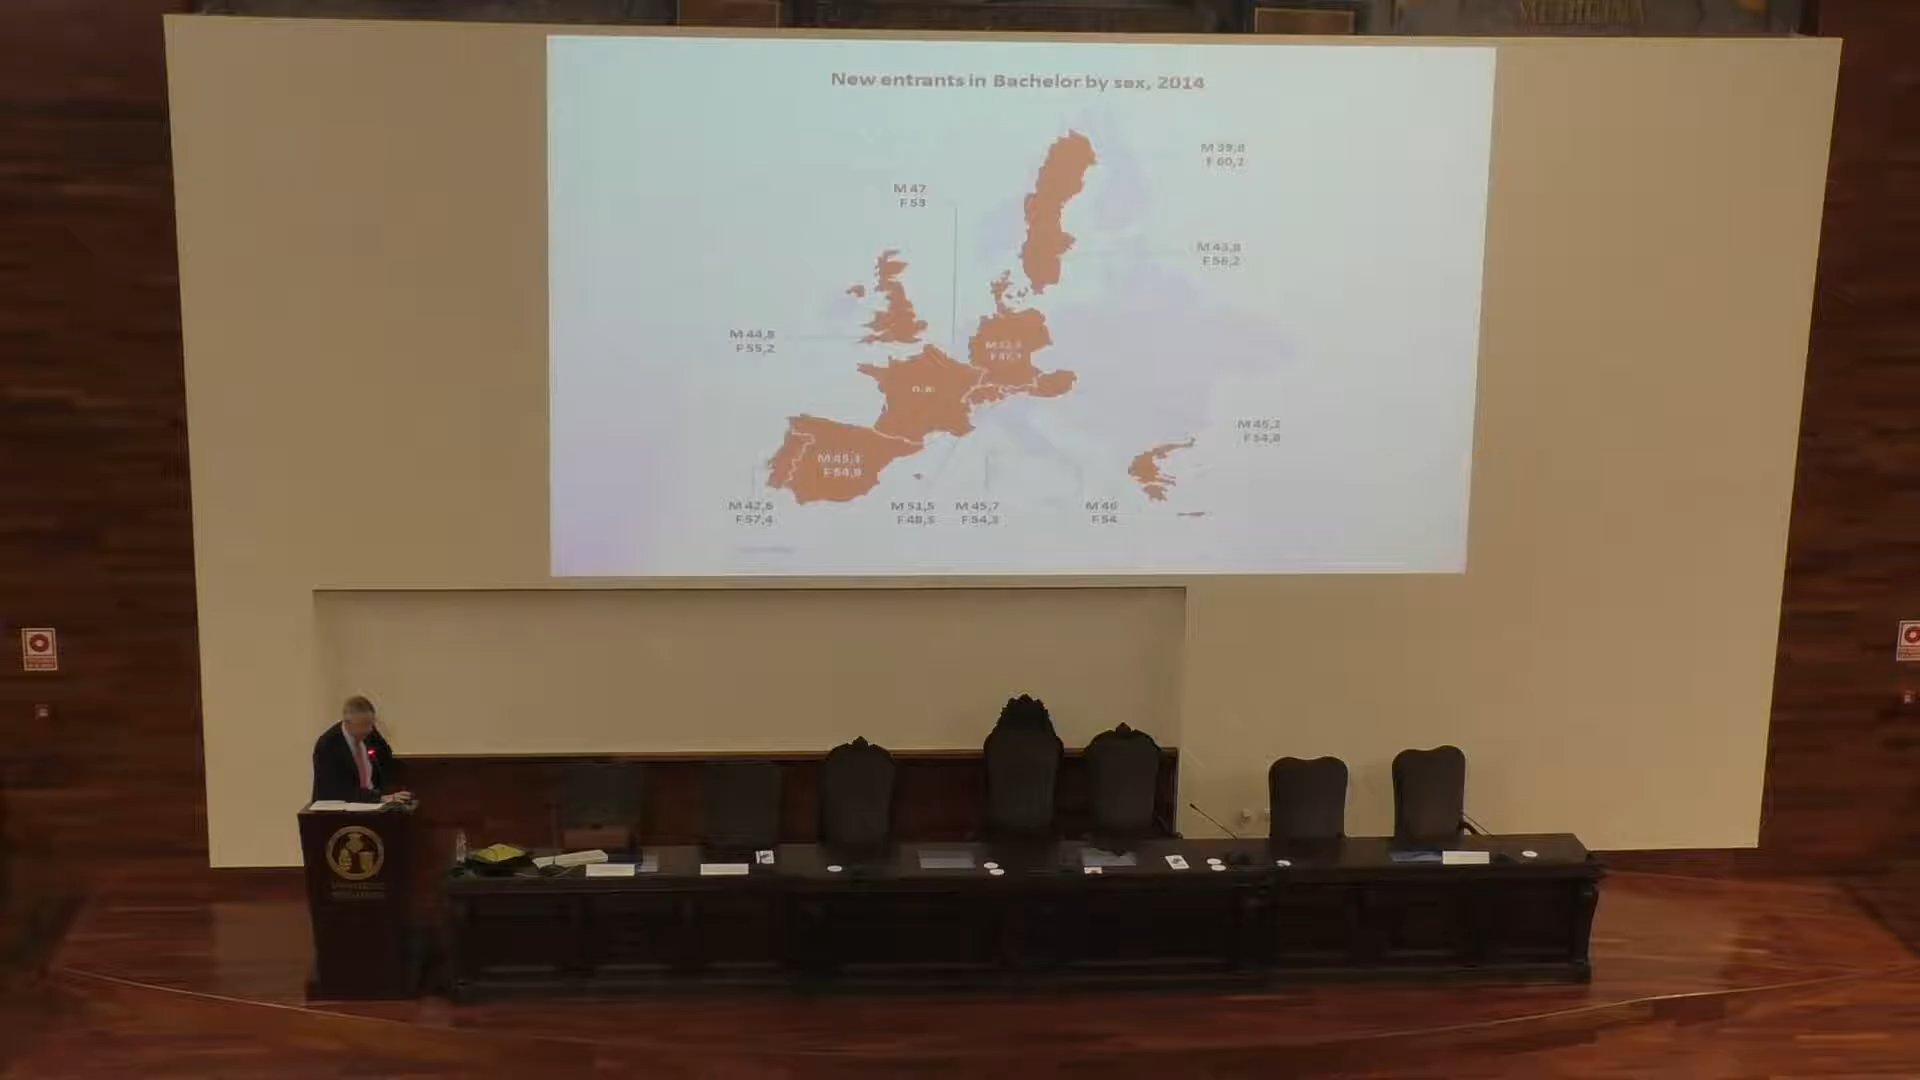 MEDICINA
New entrants in Bachelor by sex, 2014
M 39,8
F 60,2
M 47
F 53
M 43,8
F 56,2
M 44,8
F 55,2
n. a.
M 45,2
F 54,8
M 45,1
F 54,9
M 42,6
F 57,4
M 51,5
F 48,5
M 45,7
F 54,3
M 46
F 54